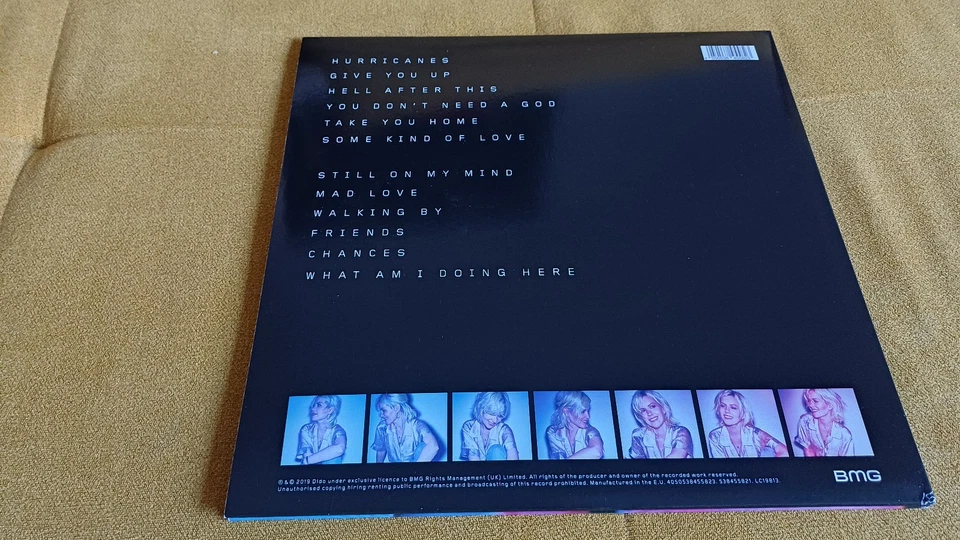 HURRICANES
GIVE YOU UP
HELL AFTER THIS
YOU DON'T NEED A GOD
TAKE YOU HOME
SOME KIND OF LOVE
STILL ON MY MIND
MAD LOVE
WALKING BY
FRIENDS
CHANCES
WHAT AM I DOING HERE
℗ & © 2019 Dido under exclusive licence to BMG Rights Management (UK) Limited. All rights of the producer and owner of the recorded work reserved.
Unauthorised copying hiring renting public performance and broadcasting of this record prohibited. Manufactured in the E.U. 4050538455823. 538455821. LC19813.
BMG